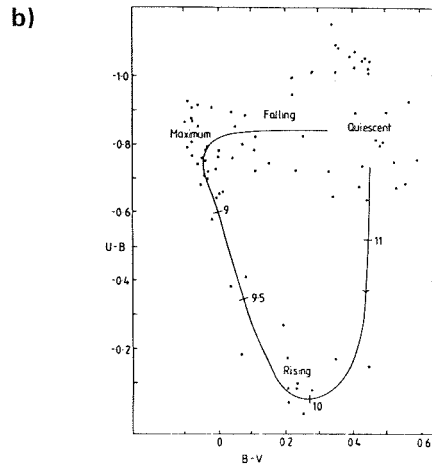 b)
-1·0
Falling
Maximum
Quiescent
-0·8
-0·6
9
U-B
11
-0·4
9·5
-0·2
Rising
10
0
0·2
0·4
0·6
B-V